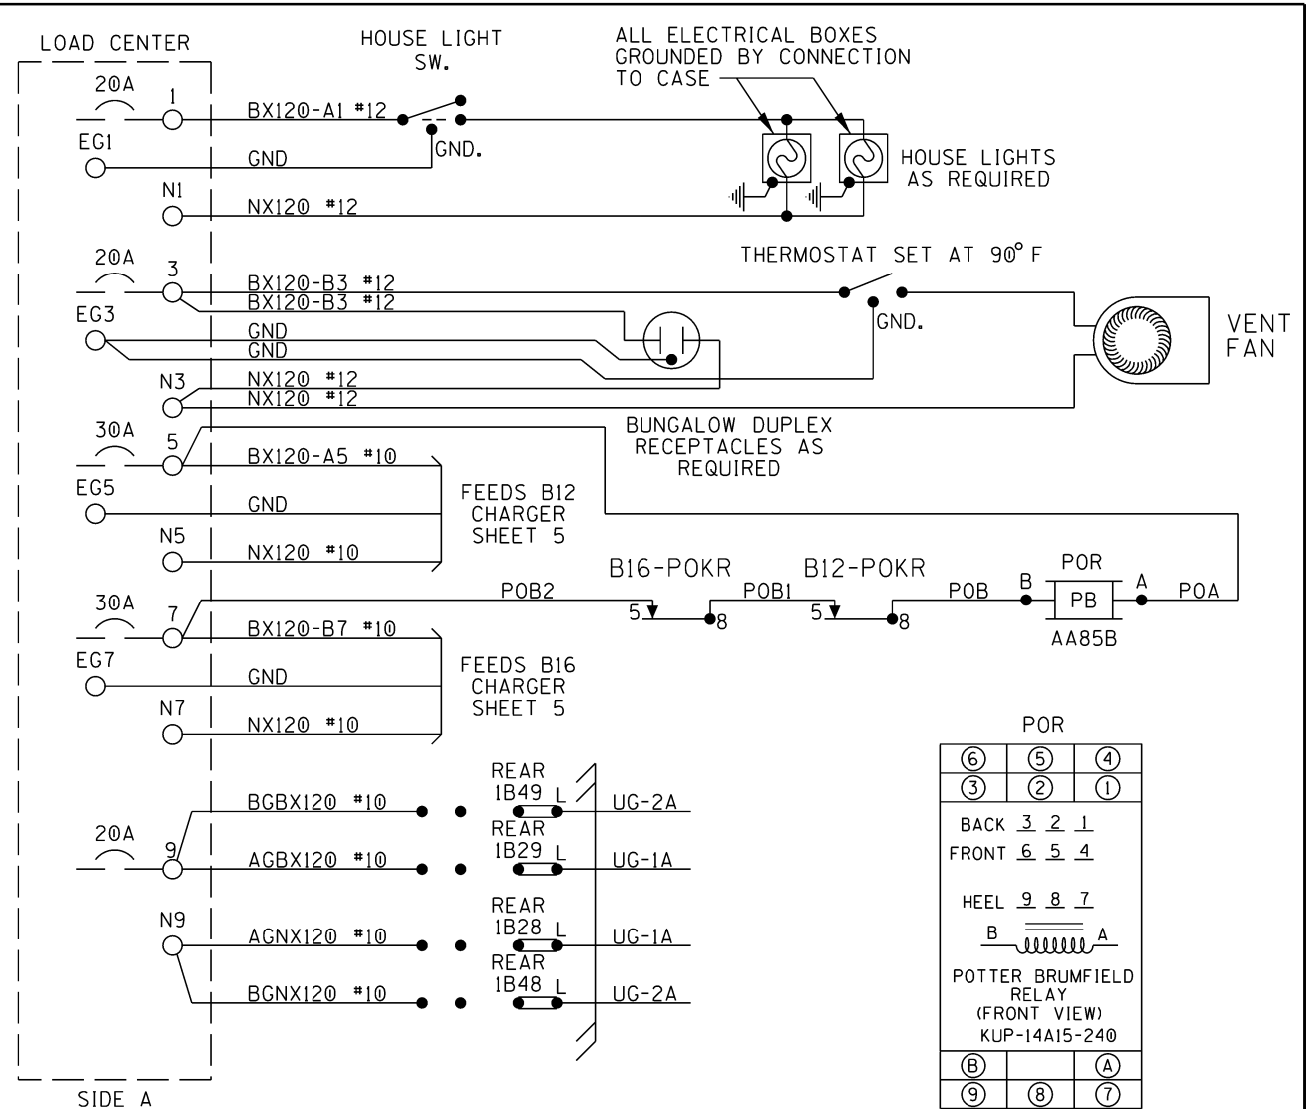 LOAD CENTER
HOUSE LIGHT
SW.
ALL ELECTRICAL BOXES
GROUNDED BY CONNECTION
TO CASE
20A
1
BX120-A1 #12
EG1
GND
GND.
HOUSE LIGHTS
AS REQUIRED
N1
NX120 #12
THERMOSTAT SET AT 90° F
20A
3
BX120-B3 #12
BX120-B3 #12
EG3
GND
GND
GND.
VENT
FAN
N3
NX120 #12
NX120 #12
BUNGALOW DUPLEX
RECEPTACLES AS
REQUIRED
30A
5
BX120-A5 #10
EG5
GND
FEEDS B12
CHARGER
SHEET 5
N5
NX120 #10
B16-POKR
B12-POKR
POR
POB2
5
8
POB1
5
8
POB
B
PB
A
POA
AA85B
30A
7
BX120-B7 #10
EG7
GND
FEEDS B16
CHARGER
SHEET 5
N7
NX120 #10
REAR
1B49 L
BGBX120 #10
UG-2A
REAR
1B29 L
20A
9
AGBX120 #10
UG-1A
REAR
1B28 L
N9
AGNX120 #10
UG-1A
REAR
1B48 L
BGNX120 #10
UG-2A
SIDE A
POR
6 5 4
3 2 1
BACK 3 2 1
FRONT 6 5 4
HEEL 9 8 7
B A
POTTER BRUMFIELD
RELAY
(FRONT VIEW)
KUP-14A15-240
B A
9 8 7